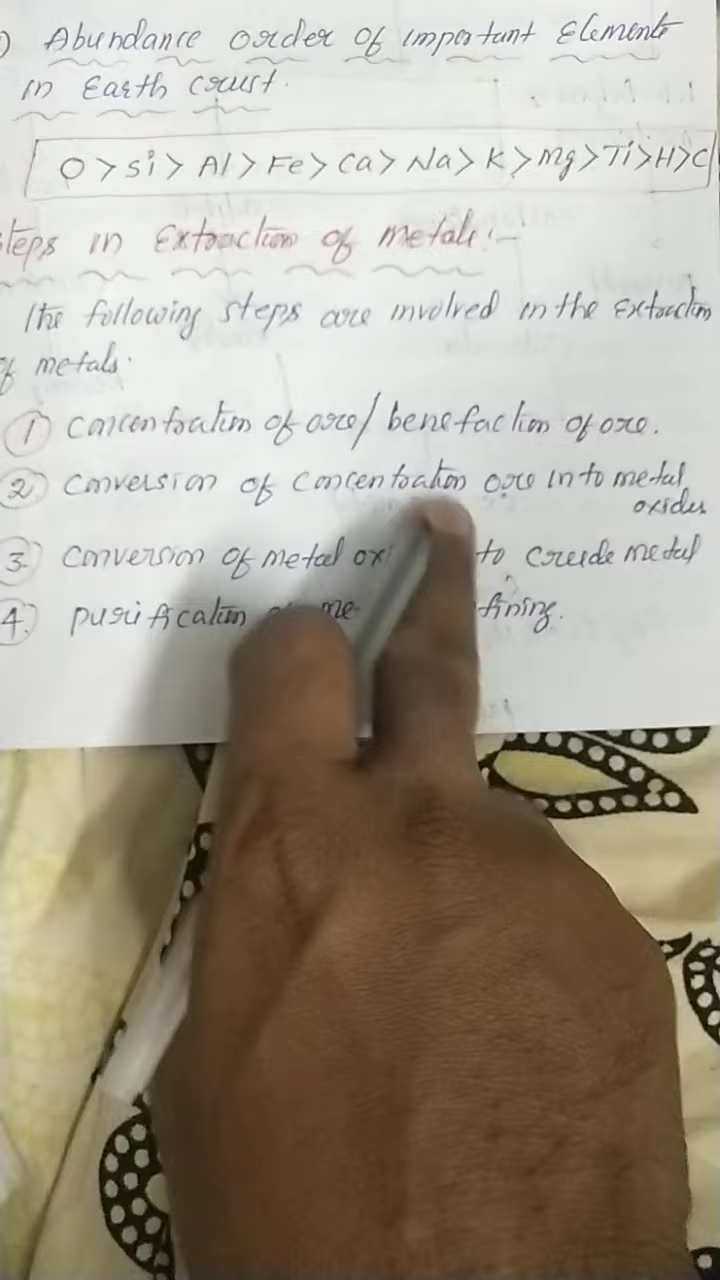 Abundance order of important Elements
in Earth crust.
O > Si > Al > Fe > Ca > Na > K > Mg > Ti > H > C
steps in Extraction of metals:-
The following steps are involved in the Extraction
of metals.
1 concentration of ore/ benefaction of ore.
2 conversion of concentration ore into metal
oxides
3. conversion of metal to crude metal
4. purification fining.